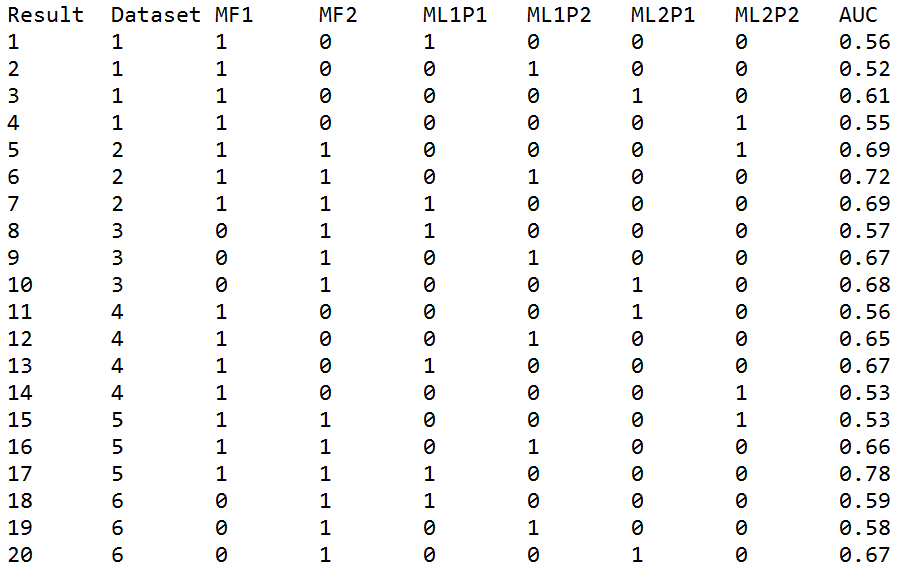 Result Dataset MF1 MF2 ML1P1 ML1P2 ML2P1 ML2P2 AUC
1 1 1 0 1 0 0 0 0.56
2 1 1 0 0 1 0 0 0.52
3 1 1 0 0 0 1 0 0.61
4 1 1 0 0 0 0 1 0.55
5 2 1 1 0 0 0 1 0.69
6 2 1 1 0 1 0 0 0.72
7 2 1 1 1 0 0 0 0.69
8 3 0 1 1 0 0 0 0.57
9 3 0 1 0 1 0 0 0.67
10 3 0 1 0 0 1 0 0.68
11 4 1 0 0 0 1 0 0.56
12 4 1 0 0 1 0 0 0.65
13 4 1 0 1 0 0 0 0.67
14 4 1 0 0 0 0 1 0.53
15 5 1 1 0 0 0 1 0.53
16 5 1 1 0 1 0 0 0.66
17 5 1 1 1 0 0 0 0.78
18 6 0 1 1 0 0 0 0.59
19 6 0 1 0 1 0 0 0.58
20 6 0 1 0 0 1 0 0.67